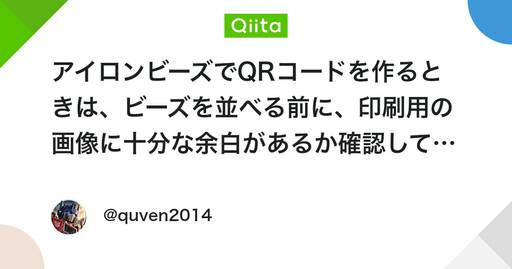 Qiita
アイロンビーズでQRコードを作ると
きは、ビーズを並べる前に、印刷用の
画像に十分な余白があるか確認して…
@quven2014